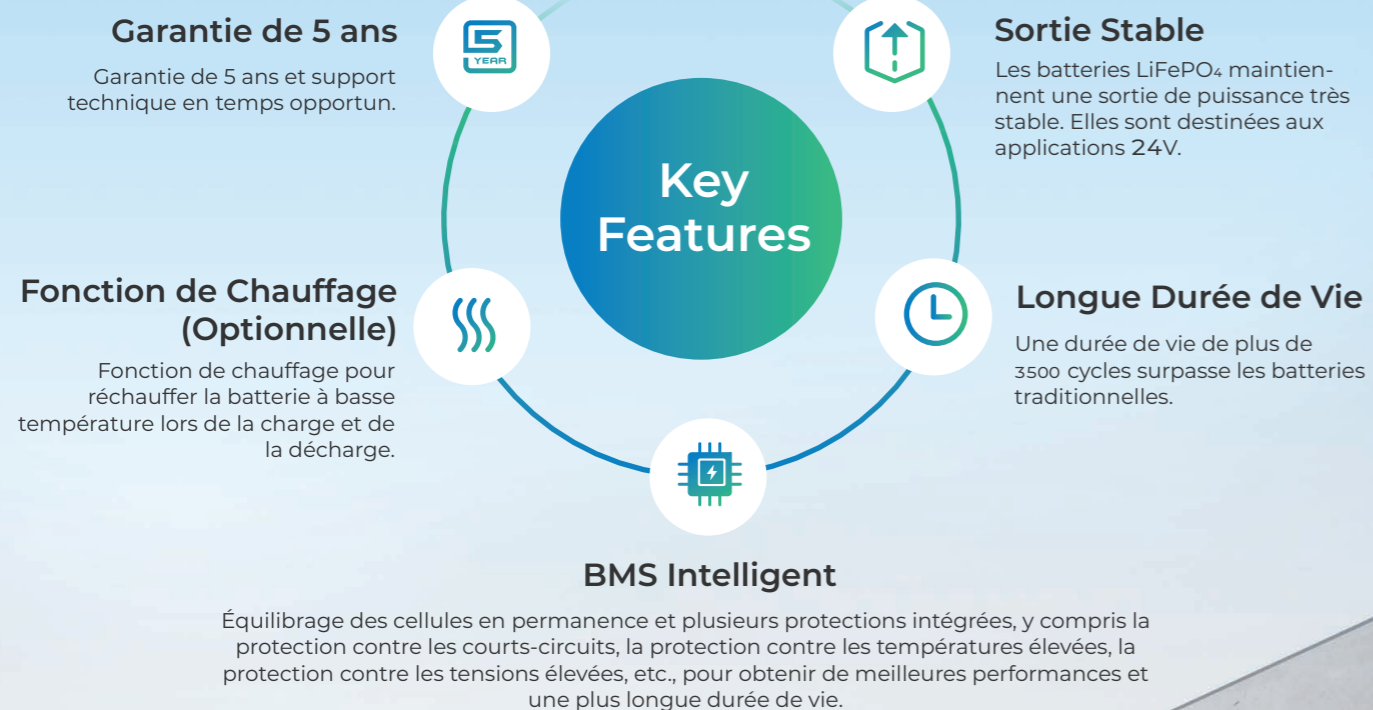 Garantie de 5 ans
Garantie de 5 ans et support
technique en temps opportun.
5
YEAR
Sortie Stable
Les batteries LiFePO₄ maintien-
nent une sortie de puissance très
stable. Elles sont destinées aux
applications 24V.
Key
Features
Fonction de Chauffage
(Optionnelle)
Fonction de chauffage pour
réchauffer la batterie à basse
température lors de la charge et de
la décharge.
Longue Durée de Vie
Une durée de vie de plus de
3500 cycles surpasse les batteries
traditionnelles.
BMS Intelligent
Équilibrage des cellules en permanence et plusieurs protections intégrées, y compris la
protection contre les courts-circuits, la protection contre les températures élevées, la
protection contre les tensions élevées, etc., pour obtenir de meilleures performances et
une plus longue durée de vie.